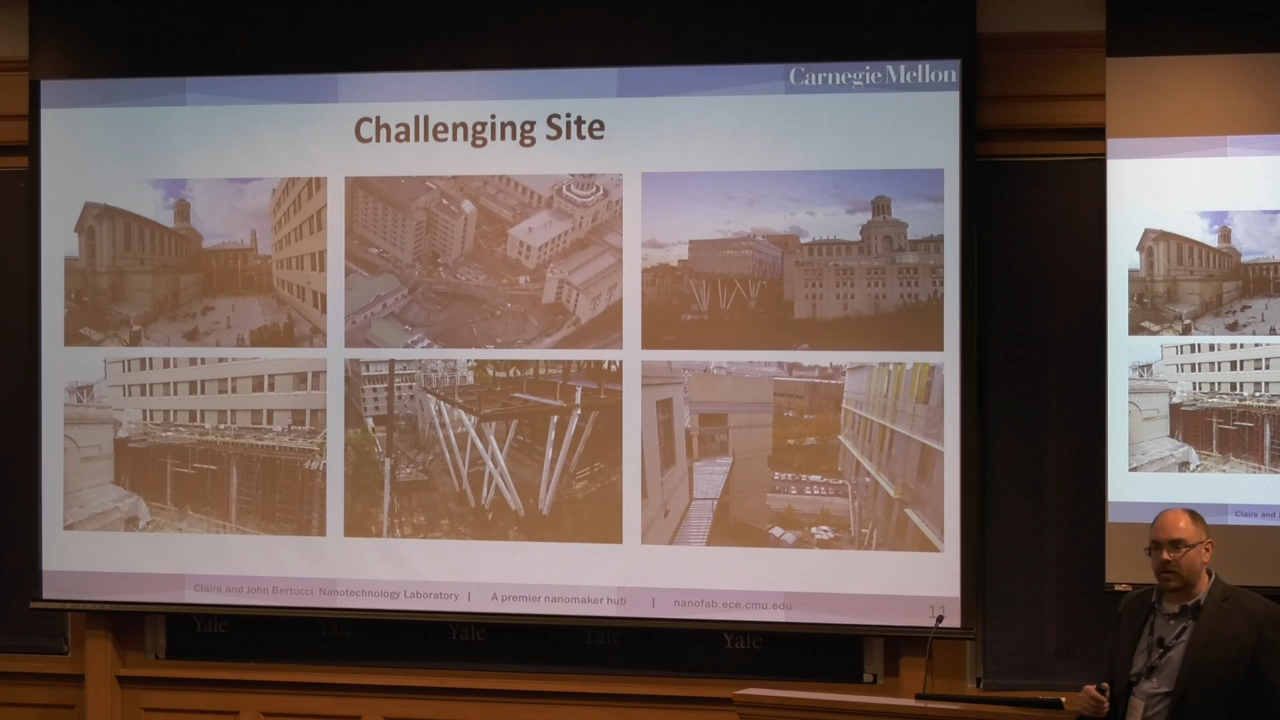 Carnegie Mellon
Challenging Site
Claire and John Bertucci Nanotechnology Laboratory | A premier nanomaker hub | nanofab.ece.cmu.edu
11
Claire and J
Yale Yale Yale Yale Yale